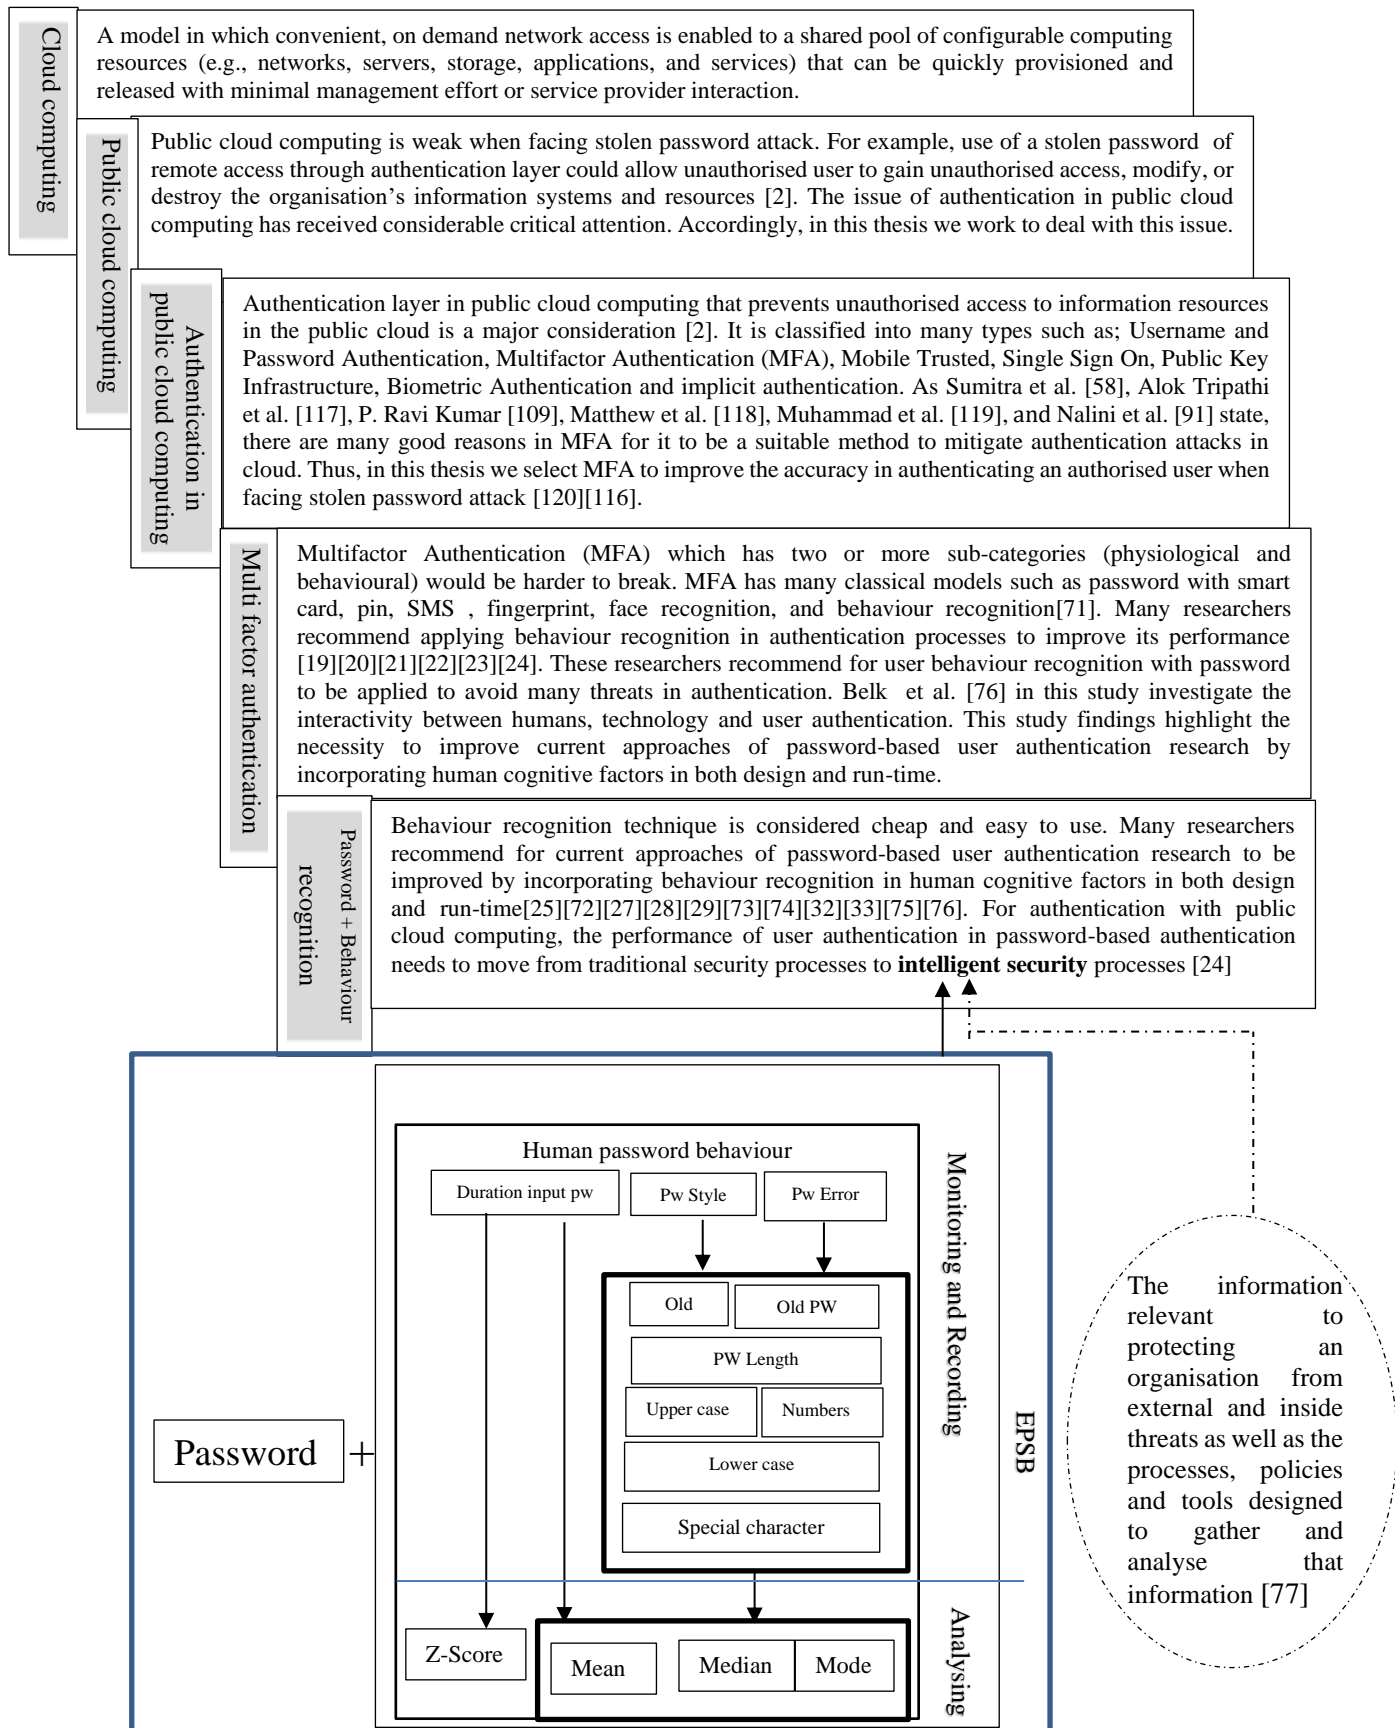 Cloud
computing
A model in which convenient, on demand network access is enabled to a shared pool of configurable computing
resources (e.g., networks, servers, storage, applications, and services) that can be quickly provisioned and
released with minimal management effort or service provider interaction.
Public cloud computing
Public cloud computing is weak when facing stolen password attack. For example, use of a stolen password of
remote access through authentication layer could allow unauthorised user to gain unauthorised access, modify, or
destroy the organisation’s information systems and resources [2]. The issue of authentication in public cloud
computing has received considerable critical attention. Accordingly, in this thesis we work to deal with this issue.
Authentication in
public cloud computing
Authentication layer in public cloud computing that prevents unauthorised access to information resources
in the public cloud is a major consideration [2]. It is classified into many types such as; Username and
Password Authentication, Multifactor Authentication (MFA), Mobile Trusted, Single Sign On, Public Key
Infrastructure, Biometric Authentication and implicit authentication. As Sumitra et al. [58], Alok Tripathi
et al. [117], P. Ravi Kumar [109], Matthew et al. [118], Muhammad et al. [119], and Nalini et al. [91] state,
there are many good reasons in MFA for it to be a suitable method to mitigate authentication attacks in
cloud. Thus, in this thesis we select MFA to improve the accuracy in authenticating an authorised user when
facing stolen password attack [120][116].
Multi factor authentication
Multifactor Authentication (MFA) which has two or more sub-categories (physiological and
behavioural) would be harder to break. MFA has many classical models such as password with smart
card, pin, SMS , fingerprint, face recognition, and behaviour recognition[71]. Many researchers
recommend applying behaviour recognition in authentication processes to improve its performance
[19][20][21][22][23][24]. These researchers recommend for user behaviour recognition with password
to be applied to avoid many threats in authentication. Belk et al. [76] in this study investigate the
interactivity between humans, technology and user authentication. This study findings highlight the
necessity to improve current approaches of password-based user authentication research by
incorporating human cognitive factors in both design and run-time.
Password + Behaviour
recognition
Behaviour recognition technique is considered cheap and easy to use. Many researchers
recommend for current approaches of password-based user authentication research to be
improved by incorporating behaviour recognition in human cognitive factors in both design
and run-time[25][72][27][28][29][73][74][32][33][75][76]. For authentication with public
cloud computing, the performance of user authentication in password-based authentication
needs to move from traditional security processes to intelligent security processes [24]
Human password behaviour
Duration input pw
Pw Style
Pw Error
Old
Old PW
PW Length
Upper case
Numbers
Lower case
Special character
Monitoring and Recording
EPSB
Password +
Z-Score
Mean
Median
Mode
Analysing
The information
relevant to
protecting an
organisation from
external and inside
threats as well as the
processes, policies
and tools designed
to gather and
analyse that
information [77]